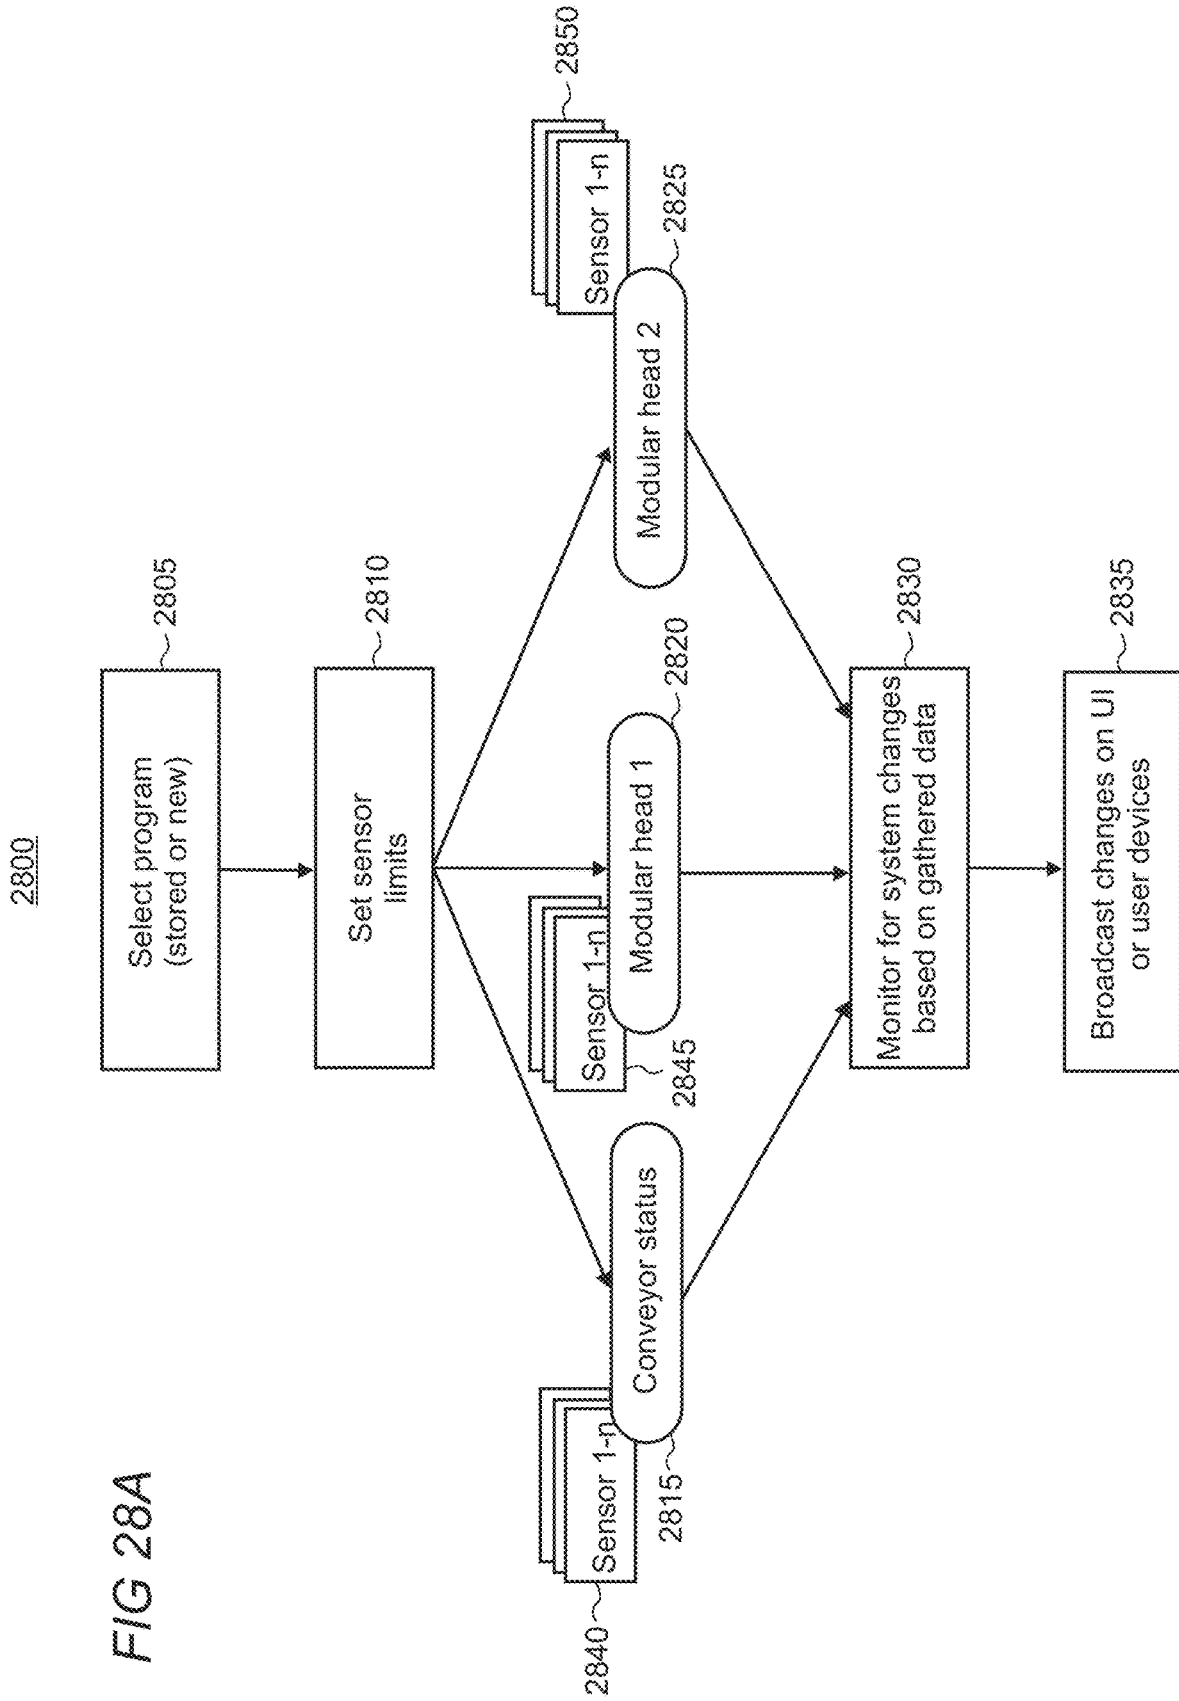 FIG 28A
2800
Select program
(stored or new)
2805
Set sensor
limits
2810
Sensor 1-n
2840
Conveyor status
2815
Sensor 1-n
2845
Modular head 1
2820
Sensor 1-n
2850
Modular head 2
2825
Monitor for system changes
based on gathered data
2830
Broadcast changes on UI
or user devices
2835